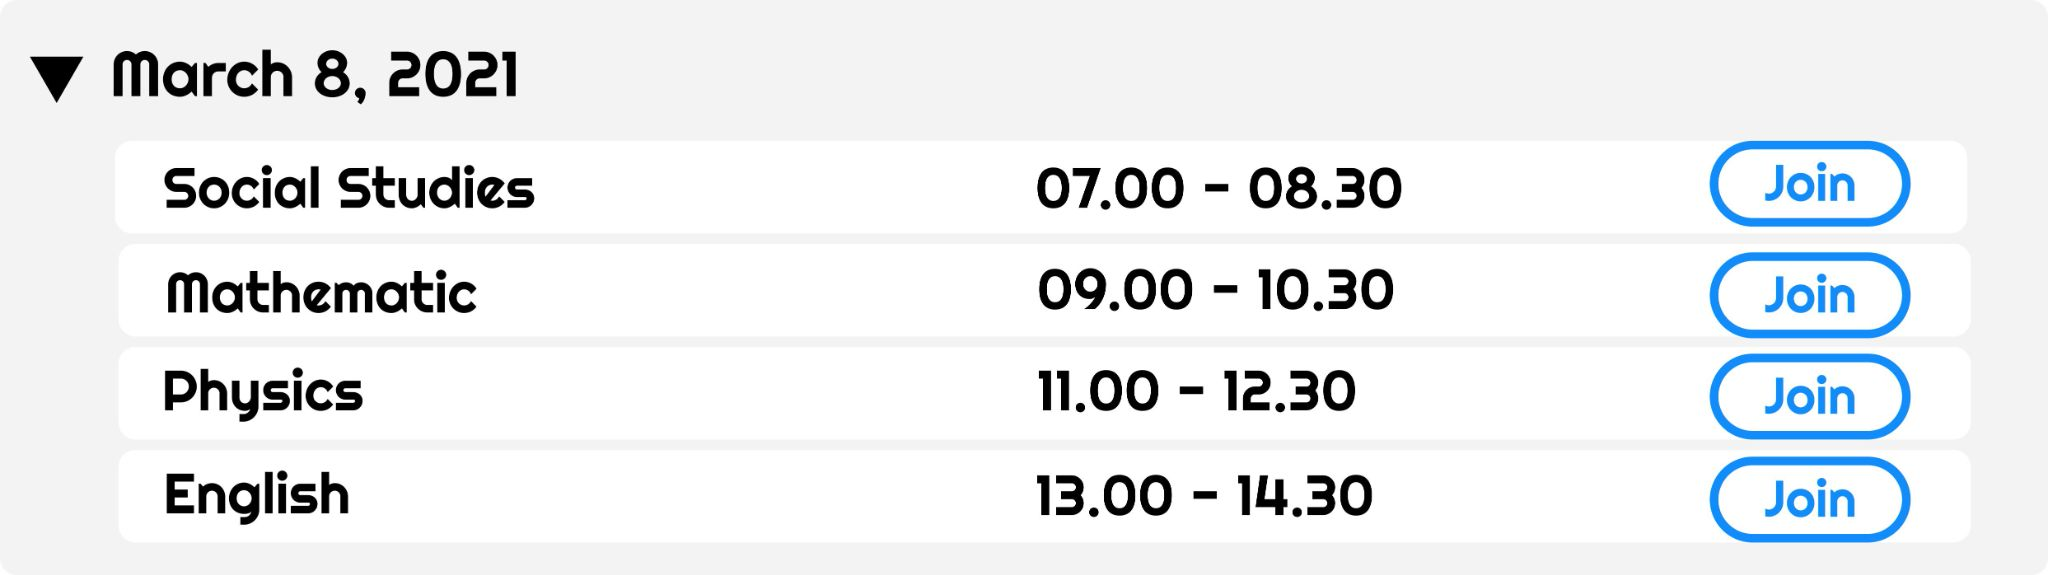 March 8, 2021
Social Studies 07.00 - 08.30 Join
Mathematic 09.00 - 10.30 Join
Physics 11.00 - 12.30 Join
English 13.00 - 14.30 Join